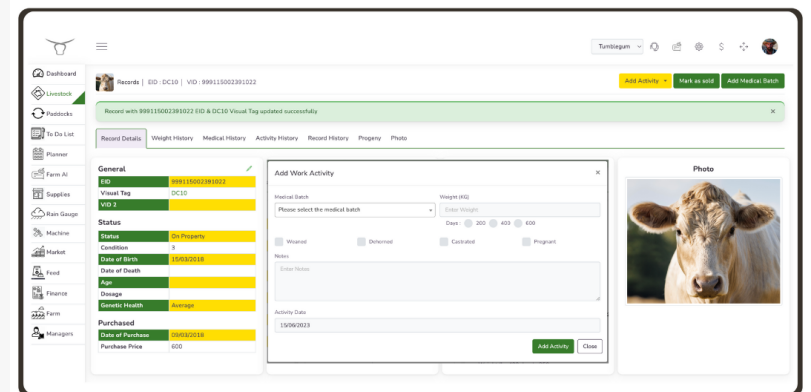 Tumblegum
Dashboard
Livestock
Paddocks
To Do List
Planner
Farm AI
Supplies
Rain Gauge
Machine
Market
Feed
Finance
Farm
Managers
Records | EID : DC10 | VID : 999115002391022
Add Activity
Mark as sold
Add Medical Batch
Record with 999115002391022 EID & DC10 Visual Tag updated successfully
Record Details
Weight History
Medical History
Activity History
Record History
Progeny
Photo
General
EID 999115002391022
Visual Tag DC10
VID 2
Status
Status On Property
Condition 3
Date of Birth 15/03/2018
Date of Death
Age
Dosage
Genetic Health Average
Purchased
Date of Purchase 09/03/2018
Purchase Price 600
Add Work Activity
Medical Batch
Please select the medical batch
Weight (KG)
Enter Weight
Days: 200 400 600
Weaned
Dehorned
Castrated
Pregnant
Notes
Enter Notes
Activity Date
15/06/2023
Add Activity
Close
Photo